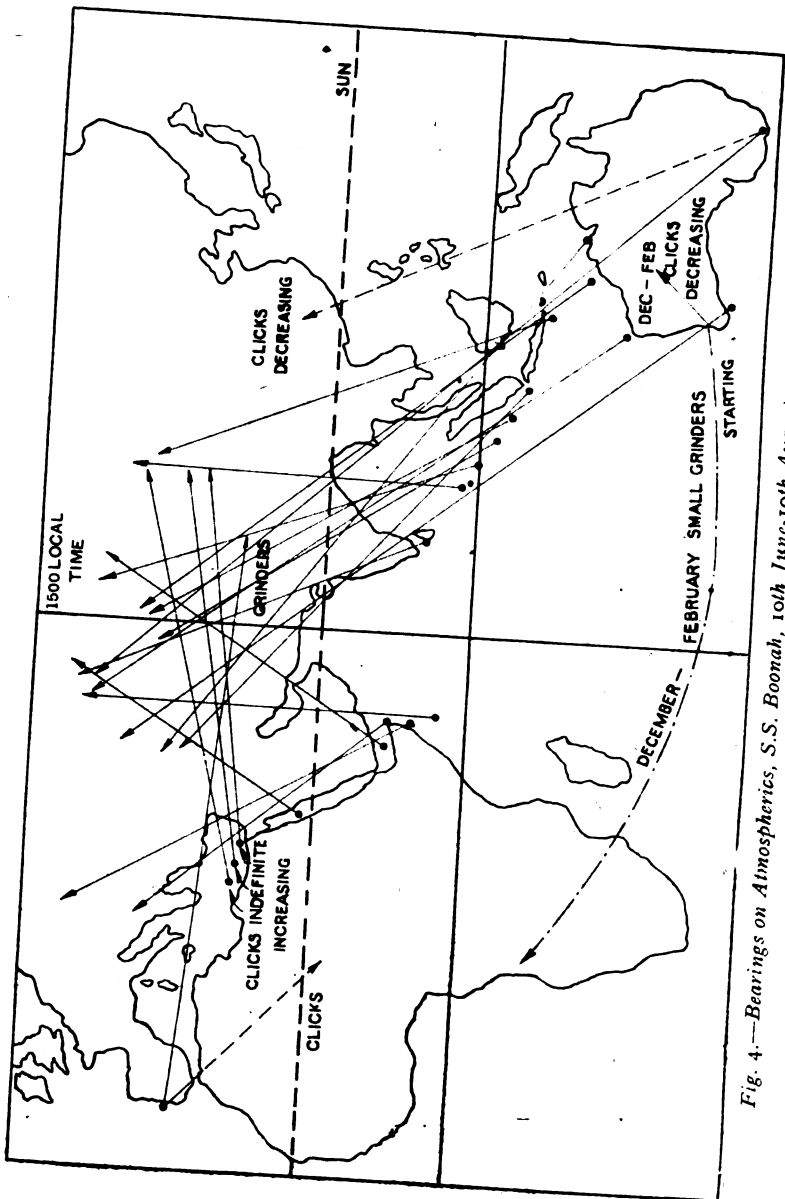 1500 LOCAL
TIME
SUN
CLICKS
DECREASING
GRINDERS
DEC - FEB
CLICKS
DECREASING
STARTING
FEBRUARY SMALL GRINDERS
DECEMBER -
CLICKS INDEFINITE
INCREASING
CLICKS
Fig. 4.—Bearings on Atmospherics, S.S. Boonah, 10th June-10th